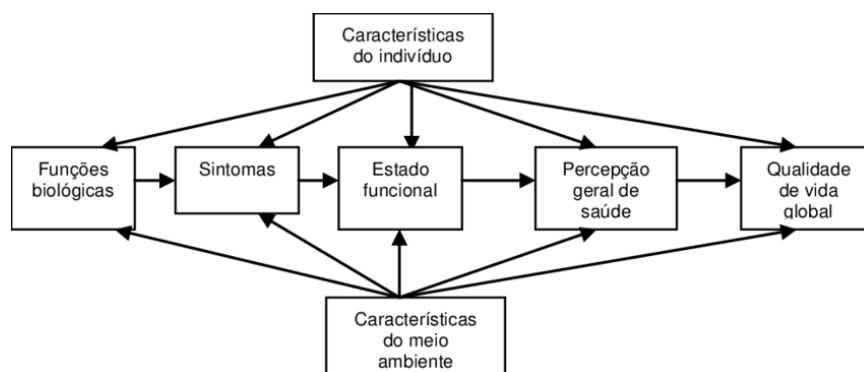 Características
do indivíduo
Funções
biológicas
Sintomas
Estado
funcional
Percepção
geral de
saúde
Qualidade
de vida
global
Características
do meio
ambiente